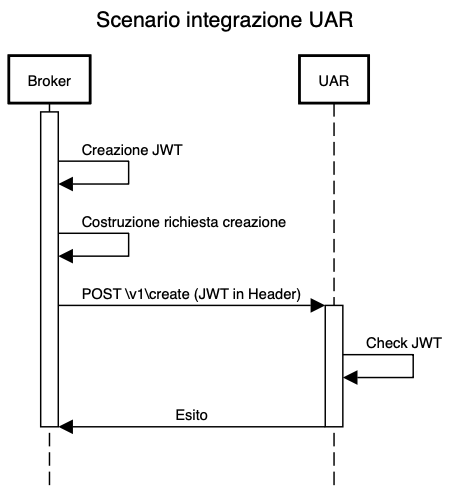 Scenario integrazione UAR
Broker
UAR
Creazione JWT
Costruzione richiesta creazione
POST \v1\create (JWT in Header)
Check JWT
Esito